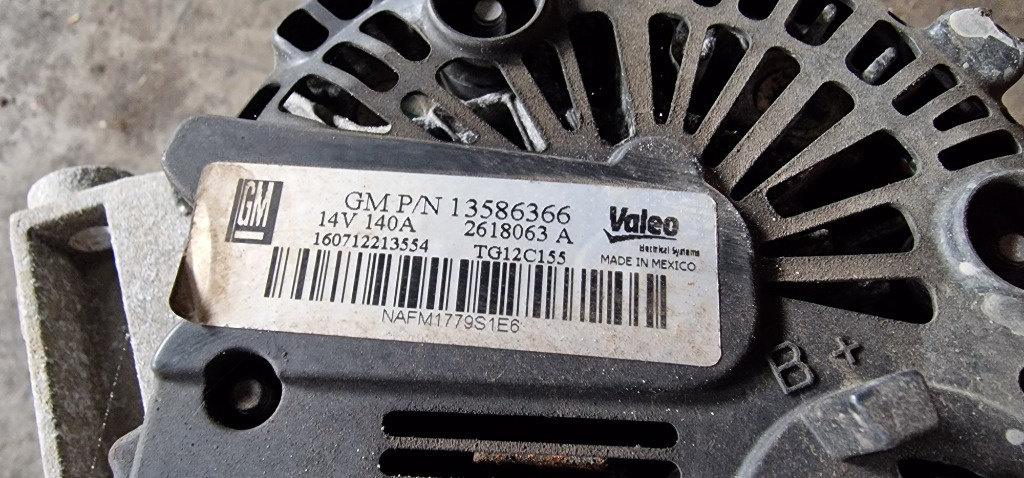 GM
GM P/N 13586366
14V 140A 2618063 A
160712213554 TG12C155
Valeo
Electrical Systems
MADE IN MEXICO
NAFM1779S1E6
B+